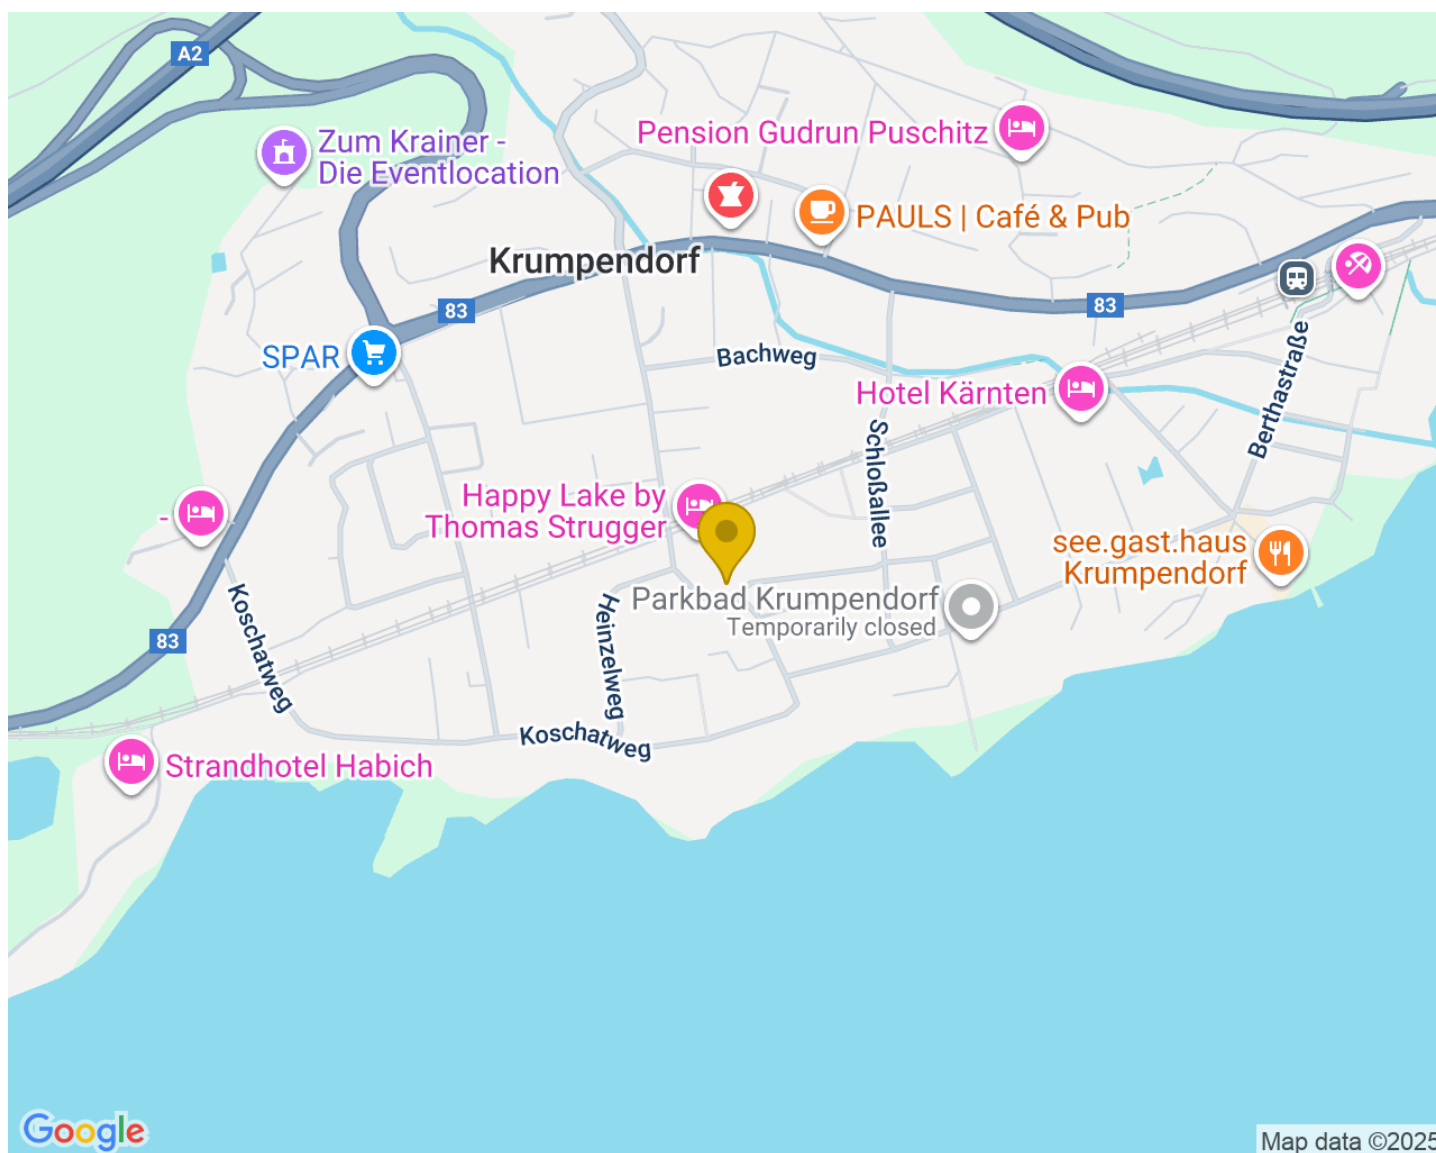 A2
Zum Krainer -
Die Eventlocation
Pension Gudrun Puschitz
PAULS | Café & Pub
Krumpendorf
83
83
SPAR
Bachweg
Hotel Kärnten
Berthastraße
Schloßallee
Happy Lake by
Thomas Strugger
-
see.gast.haus
Krumpendorf
Parkbad Krumpendorf
Temporarily closed
Heinzelweg
Koschatweg
83
Koschatweg
Strandhotel Habich
Google
Map data ©2025